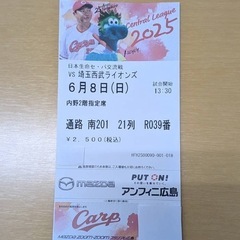 Central League
2025
日本生命セ・パ交流戦
VS 埼玉西武ライオンズ
試合開始
6月8日(日)
13:30
内野2階指定席
通路 南201 21列 R039番
¥2,500(税込)
mazda
PUT ON!
アンフィニ広島
Carp